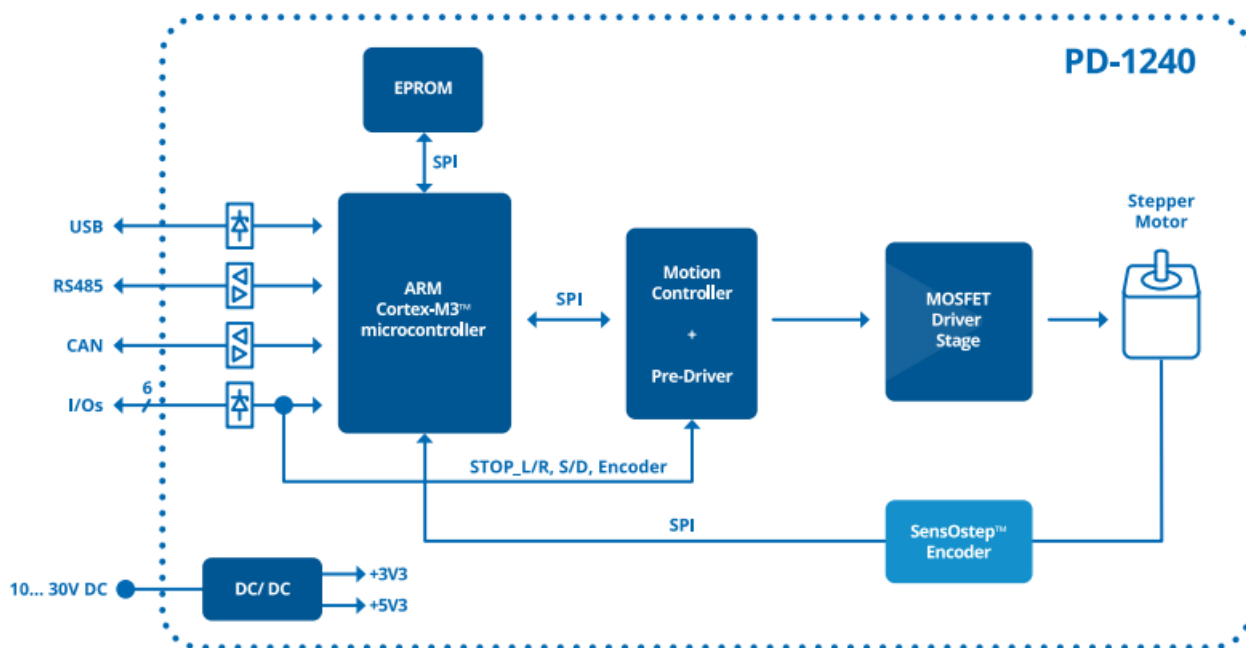 PD-1240
EPROM
SPI
USB
RS485
CAN
6
I/Os
ARM
Cortex-M3™
microcontroller
SPI
Motion
Controller
+
Pre-Driver
MOSFET
Driver
Stage
Stepper
Motor
STOP_L/R, S/D, Encoder
SPI
SensOstep™
Encoder
10... 30V DC
DC/ DC
+3V3
+5V3